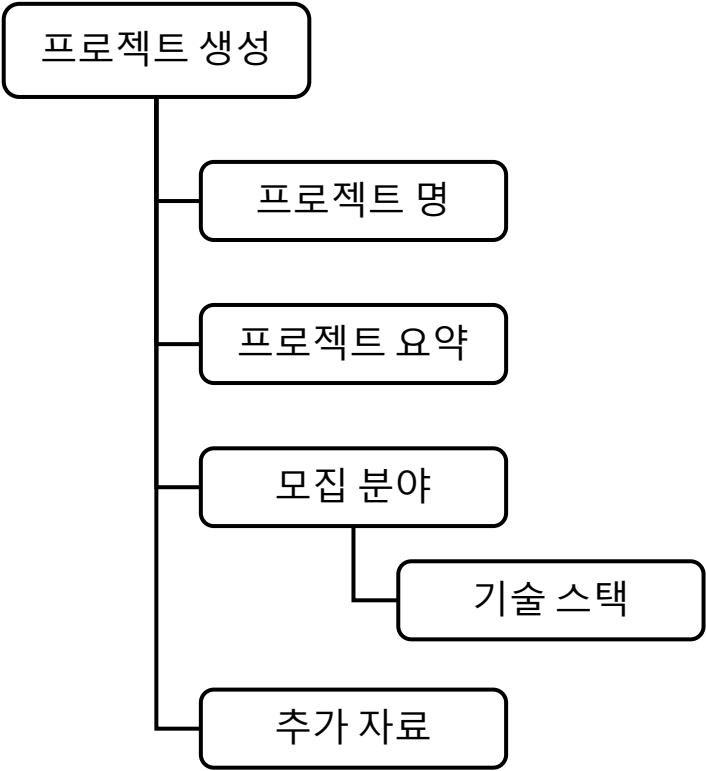 프로젝트 생성
프로젝트 명
프로젝트 요약
모집 분야
기술 스택
추가 자료